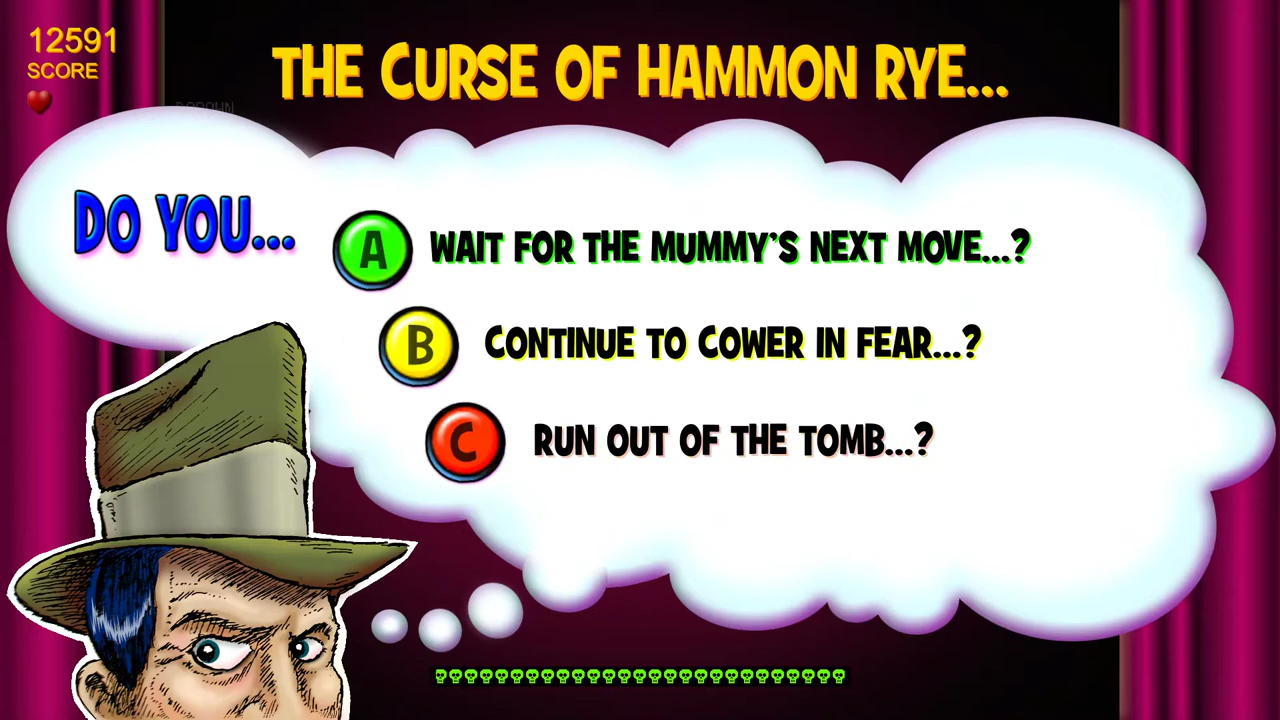 12591
SCORE
THE CURSE OF HAMMON RYE...
DO YOU...
A WAIT FOR THE MUMMY'S NEXT MOVE...?
B CONTINUE TO COWER IN FEAR...?
C RUN OUT OF THE TOMB...?